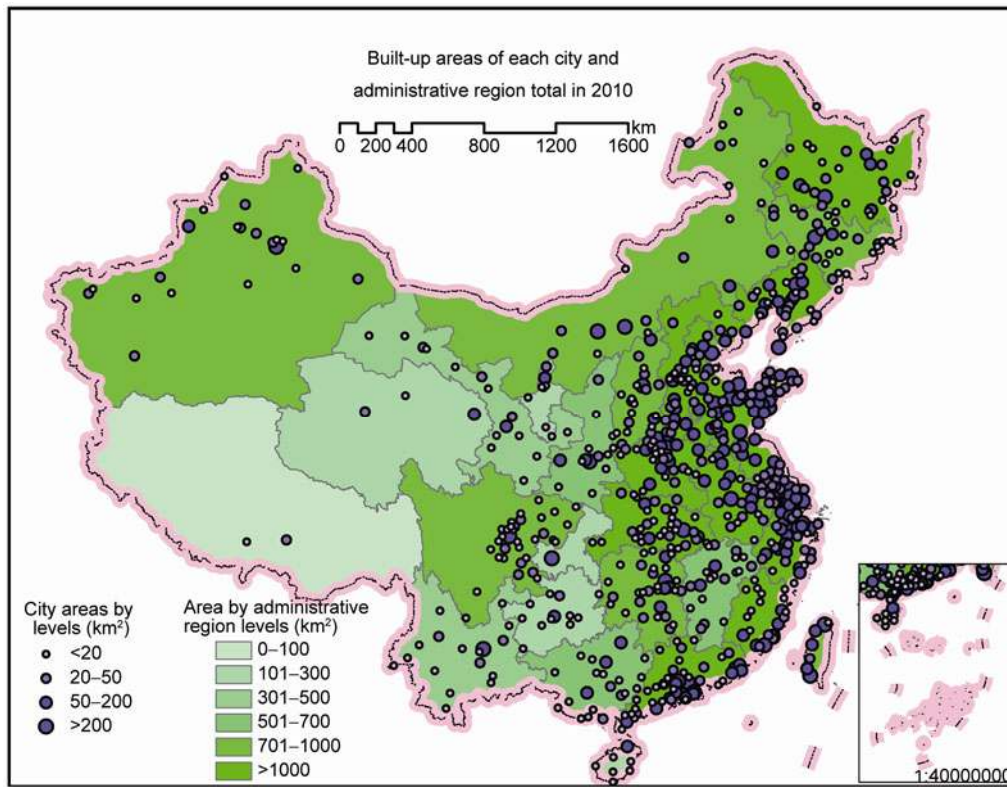 Built-up areas of each city and
administrative region total in 2010
km
0 200 400 800 1200 1600
City areas by
levels (km²)
<20
20–50
50–200
>200
Area by administrative
region levels (km²)
0–100
101–300
301–500
501–700
701–1000
>1000
1:40000000